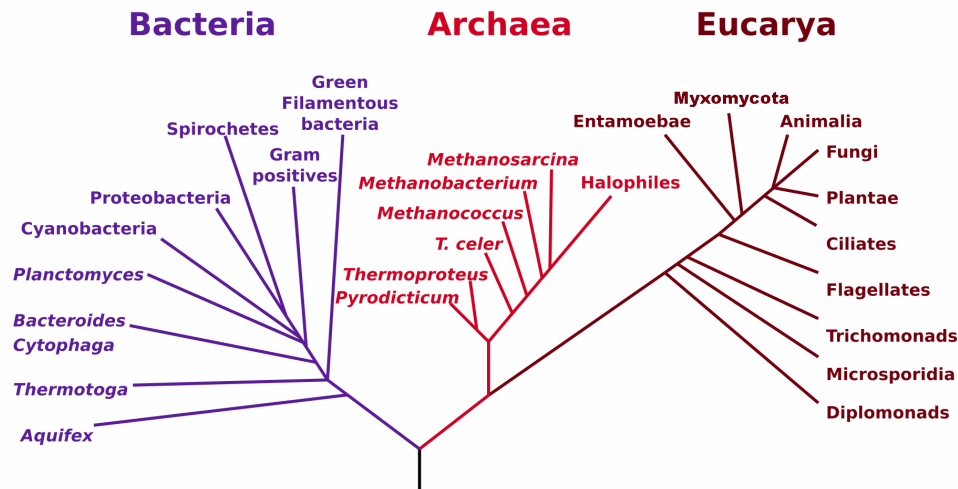 Bacteria
Archaea
Eucarya
Green
Filamentous
bacteria
Spirochetes
Gram
positives
Proteobacteria
Cyanobacteria
Planctomyces
Bacteroides
Cytophaga
Thermotoga
Aquifex
Methanosarcina
Methanobacterium
Halophiles
Methanococcus
T. celer
Thermoproteus
Pyrodicticum
Myxomycota
Entamoebae
Animalia
Fungi
Plantae
Ciliates
Flagellates
Trichomonads
Microsporidia
Diplomonads